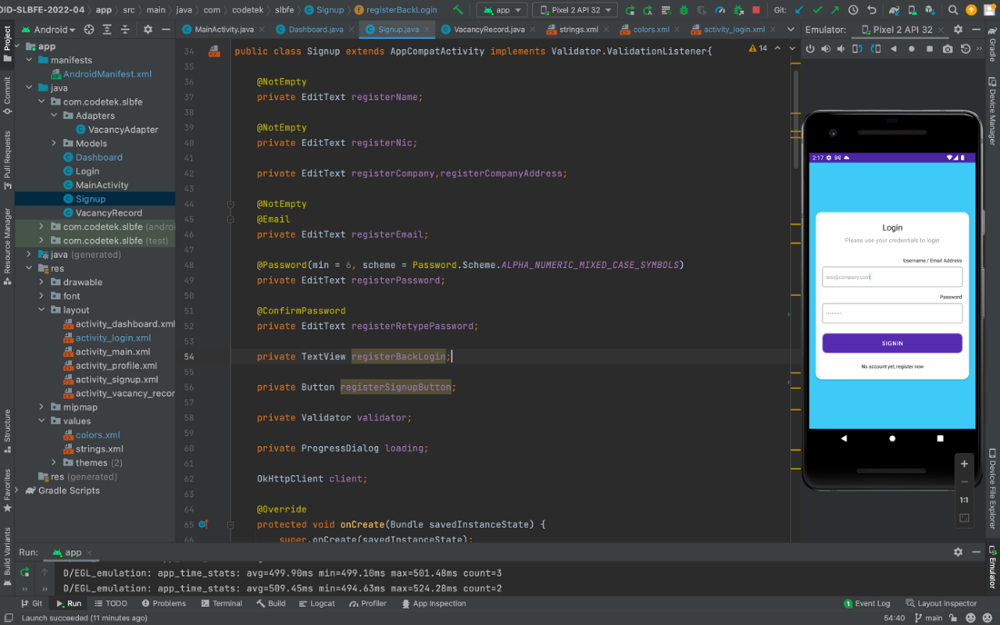 OID-SLBFE-2022-04 〉 app 〉 src 〉 main 〉 java 〉 com 〉 codetek 〉 slbfe 〉 Signup 〉 registerBackLogin
app
Pixel 2 API 32
Git:
Android
MainActivity.java
Dashboard.java
Signup.java
VacancyRecord.java
strings.xml
colors.xml
activity_login.xml
Emulator: Pixel 2 API 32
Project
Commit
Pull Requests
Resource Manager
Structure
Favorites
Build Variants
app
manifests
AndroidManifest.xml
java
com.codetek.slbfe
Adapters
VacancyAdapter
Models
Dashboard
Login
MainActivity
Signup
VacancyRecord
com.codetek.slbfe (andro
com.codetek.slbfe (test)
java (generated)
res
drawable
font
layout
activity_dashboard.xml
activity_login.xml
activity_main.xml
activity_profile.xml
activity_signup.xml
activity_vacancy_recor
mipmap
values
colors.xml
strings.xml
themes (2)
res (generated)
Gradle Scripts
14
34 public class Signup extends AppCompatActivity implements Validator.ValidationListener{
35
36 @NotEmpty
37 private EditText registerName;
38
39 @NotEmpty
40 private EditText registerNic;
41
42 private EditText registerCompany,registerCompanyAddress;
43
44 @NotEmpty
45 @Email
46 private EditText registerEmail;
47
48 @Password(min = 6, scheme = Password.Scheme.ALPHA_NUMERIC_MIXED_CASE_SYMBOLS)
49 private EditText registerPassword;
50
51 @ConfirmPassword
52 private EditText registerRetypePassword;
53
54 private TextView registerBackLogin;
55
56 private Button registerSignupButton;
57
58 private Validator validator;
59
60 private ProgressDialog loading;
61
62 OkHttpClient client;
63
64 @Override
65 protected void onCreate(Bundle savedInstanceState) {
66 super.onCreate(savedInstanceState);
2:17
Login
Please use your credentials to login
Username / Email Address
test@company.com
Password
SIGNIN
No account yet, register now
1:1
Gradle
Device Manager
Device File Explorer
Emulator
Run: app
D/EGL_emulation: app_time_stats: avg=499.90ms min=499.10ms max=501.48ms count=3
D/EGL_emulation: app_time_stats: avg=509.45ms min=494.63ms max=524.28ms count=2
Git
Run
TODO
Problems
Terminal
Build
Logcat
Profiler
App Inspection
1 Event Log
Layout Inspector
Launch succeeded (11 minutes ago)
54:40
main